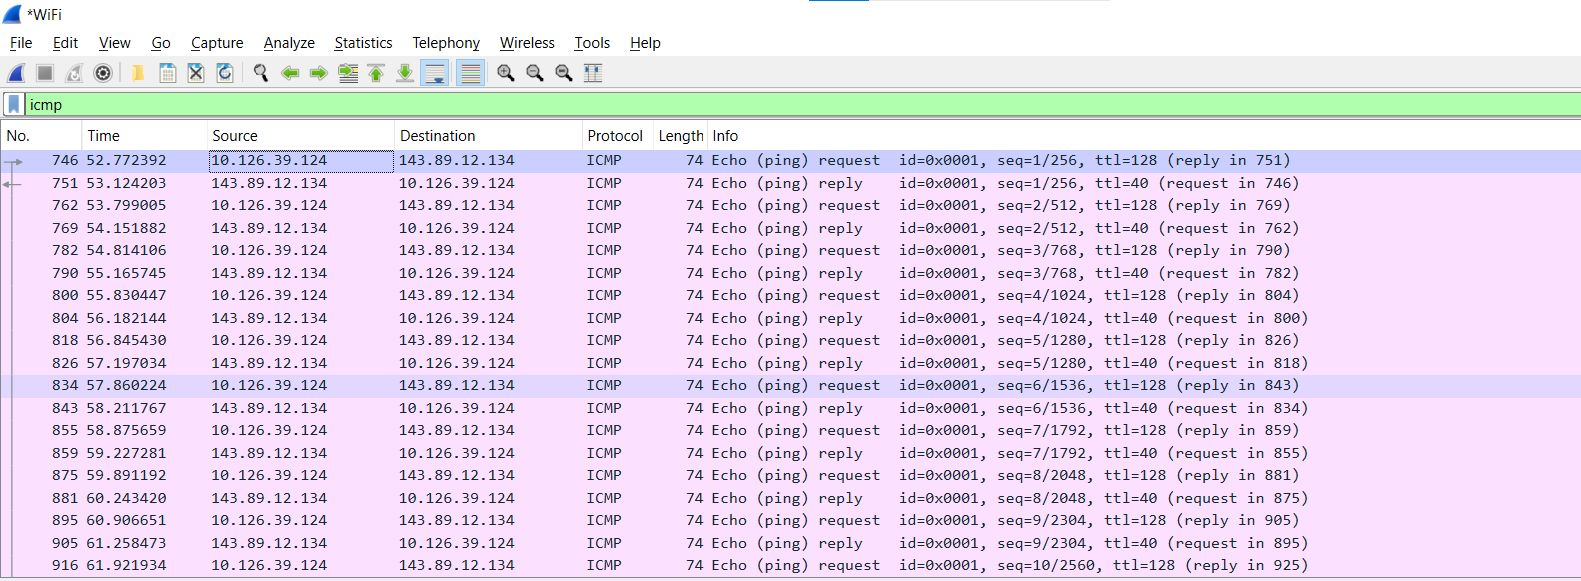 *WiFi
File Edit View Go Capture Analyze Statistics Telephony Wireless Tools Help
icmp
No. Time Source Destination Protocol Length Info
746 52.772392 10.126.39.124 143.89.12.134 ICMP 74 Echo (ping) request id=0x0001, seq=1/256, ttl=128 (reply in 751)
751 53.124203 143.89.12.134 10.126.39.124 ICMP 74 Echo (ping) reply id=0x0001, seq=1/256, ttl=40 (request in 746)
762 53.799005 10.126.39.124 143.89.12.134 ICMP 74 Echo (ping) request id=0x0001, seq=2/512, ttl=128 (reply in 769)
769 54.151882 143.89.12.134 10.126.39.124 ICMP 74 Echo (ping) reply id=0x0001, seq=2/512, ttl=40 (request in 762)
782 54.814106 10.126.39.124 143.89.12.134 ICMP 74 Echo (ping) request id=0x0001, seq=3/768, ttl=128 (reply in 790)
790 55.165745 143.89.12.134 10.126.39.124 ICMP 74 Echo (ping) reply id=0x0001, seq=3/768, ttl=40 (request in 782)
800 55.830447 10.126.39.124 143.89.12.134 ICMP 74 Echo (ping) request id=0x0001, seq=4/1024, ttl=128 (reply in 804)
804 56.182144 143.89.12.134 10.126.39.124 ICMP 74 Echo (ping) reply id=0x0001, seq=4/1024, ttl=40 (request in 800)
818 56.845430 10.126.39.124 143.89.12.134 ICMP 74 Echo (ping) request id=0x0001, seq=5/1280, ttl=128 (reply in 826)
826 57.197034 143.89.12.134 10.126.39.124 ICMP 74 Echo (ping) reply id=0x0001, seq=5/1280, ttl=40 (request in 818)
834 57.860224 10.126.39.124 143.89.12.134 ICMP 74 Echo (ping) request id=0x0001, seq=6/1536, ttl=128 (reply in 843)
843 58.211767 143.89.12.134 10.126.39.124 ICMP 74 Echo (ping) reply id=0x0001, seq=6/1536, ttl=40 (request in 834)
855 58.875659 10.126.39.124 143.89.12.134 ICMP 74 Echo (ping) request id=0x0001, seq=7/1792, ttl=128 (reply in 859)
859 59.227281 143.89.12.134 10.126.39.124 ICMP 74 Echo (ping) reply id=0x0001, seq=7/1792, ttl=40 (request in 855)
875 59.891192 10.126.39.124 143.89.12.134 ICMP 74 Echo (ping) request id=0x0001, seq=8/2048, ttl=128 (reply in 881)
881 60.243420 143.89.12.134 10.126.39.124 ICMP 74 Echo (ping) reply id=0x0001, seq=8/2048, ttl=40 (request in 875)
895 60.906651 10.126.39.124 143.89.12.134 ICMP 74 Echo (ping) request id=0x0001, seq=9/2304, ttl=128 (reply in 905)
905 61.258473 143.89.12.134 10.126.39.124 ICMP 74 Echo (ping) reply id=0x0001, seq=9/2304, ttl=40 (request in 895)
916 61.921934 10.126.39.124 143.89.12.134 ICMP 74 Echo (ping) request id=0x0001, seq=10/2560, ttl=128 (reply in 925)